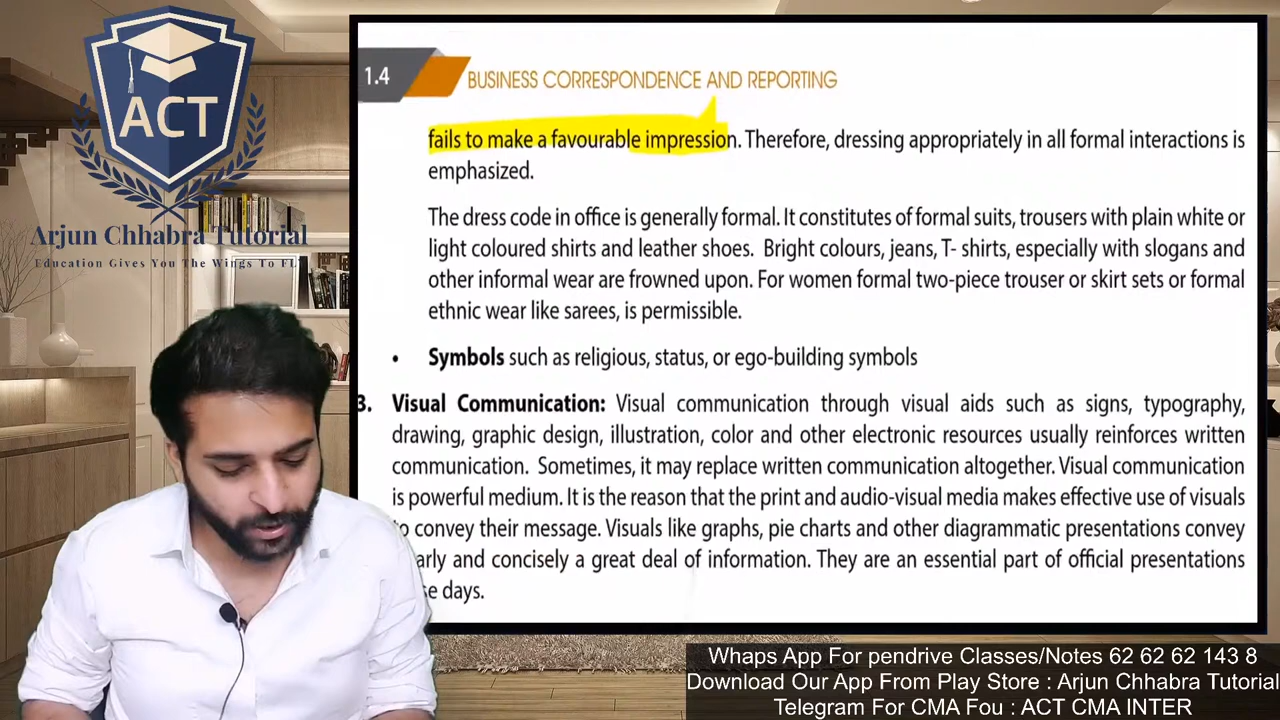 ACT
Arjun Chhabra Tutorial
Education Gives You The Wings To
1.4
BUSINESS CORRESPONDENCE AND REPORTING
fails to make a favourable impression. Therefore, dressing appropriately in all formal interactions is
emphasized.
The dress code in office is generally formal. It constitutes of formal suits, trousers with plain white or
light coloured shirts and leather shoes. Bright colours, jeans, T- shirts, especially with slogans and
other informal wear are frowned upon. For women formal two-piece trouser or skirt sets or formal
ethnic wear like sarees, is permissible.
• Symbols such as religious, status, or ego-building symbols
3. Visual Communication: Visual communication through visual aids such as signs, typography,
drawing, graphic design, illustration, color and other electronic resources usually reinforces written
communication. Sometimes, it may replace written communication altogether. Visual communication
is powerful medium. It is the reason that the print and audio-visual media makes effective use of visuals
to convey their message. Visuals like graphs, pie charts and other diagrammatic presentations convey
and concisely a great deal of information. They are an essential part of official presentations
days.
Whaps App For pendrive Classes/Notes 62 62 62 143 8
Download Our App From Play Store : Arjun Chhabra Tutorial
Telegram For CMA Fou : ACT CMA INTER